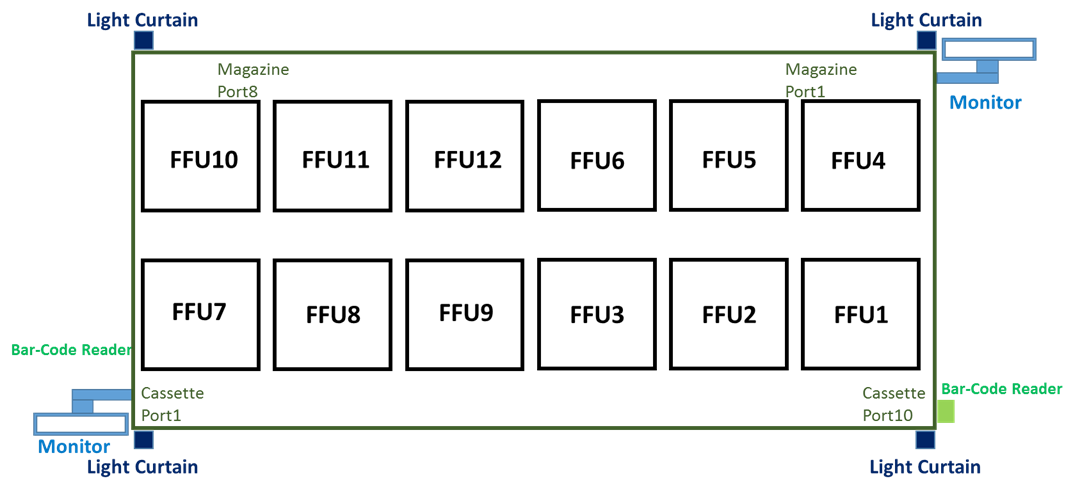 Light Curtain
Light Curtain
Magazine
Port8
Magazine
Port1
Monitor
FFU10
FFU11
FFU12
FFU6
FFU5
FFU4
FFU7
FFU8
FFU9
FFU3
FFU2
FFU1
Bar-Code Reader
Cassette
Port1
Cassette
Port10
Bar-Code Reader
Monitor
Light Curtain
Light Curtain